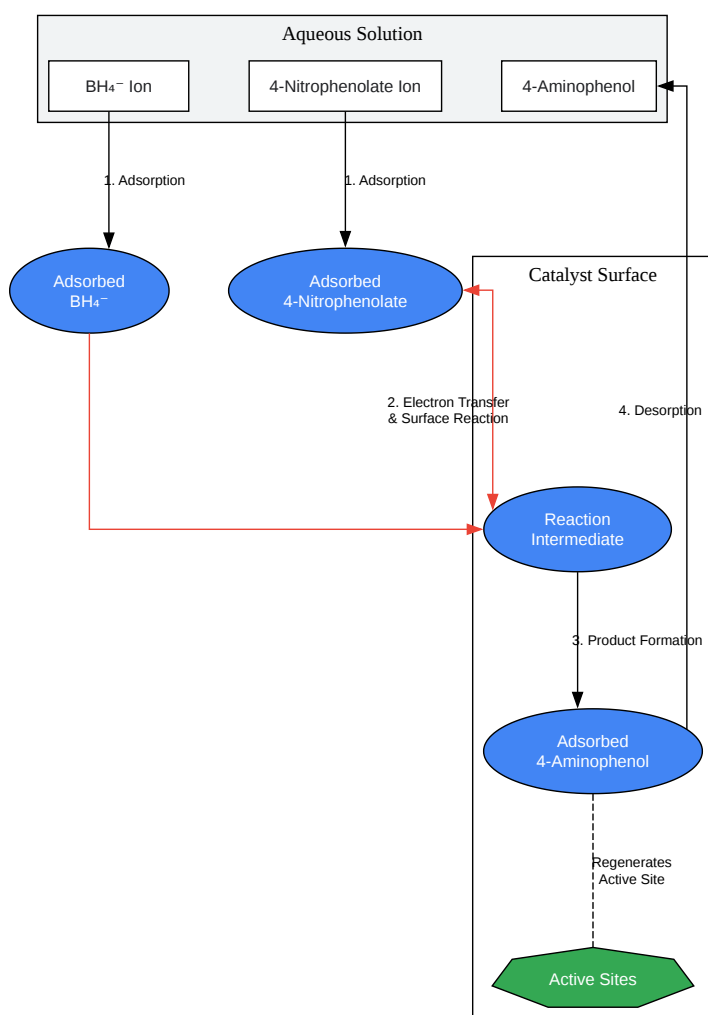 Aqueous Solution
BH₄⁻ Ion
4-Nitrophenolate Ion
4-Aminophenol
1. Adsorption
1. Adsorption
Adsorbed
BH₄⁻
Adsorbed
4-Nitrophenolate
Catalyst Surface
2. Electron Transfer
& Surface Reaction
4. Desorption
Reaction
Intermediate
3. Product Formation
Adsorbed
4-Aminophenol
Regenerates
Active Site
Active Sites